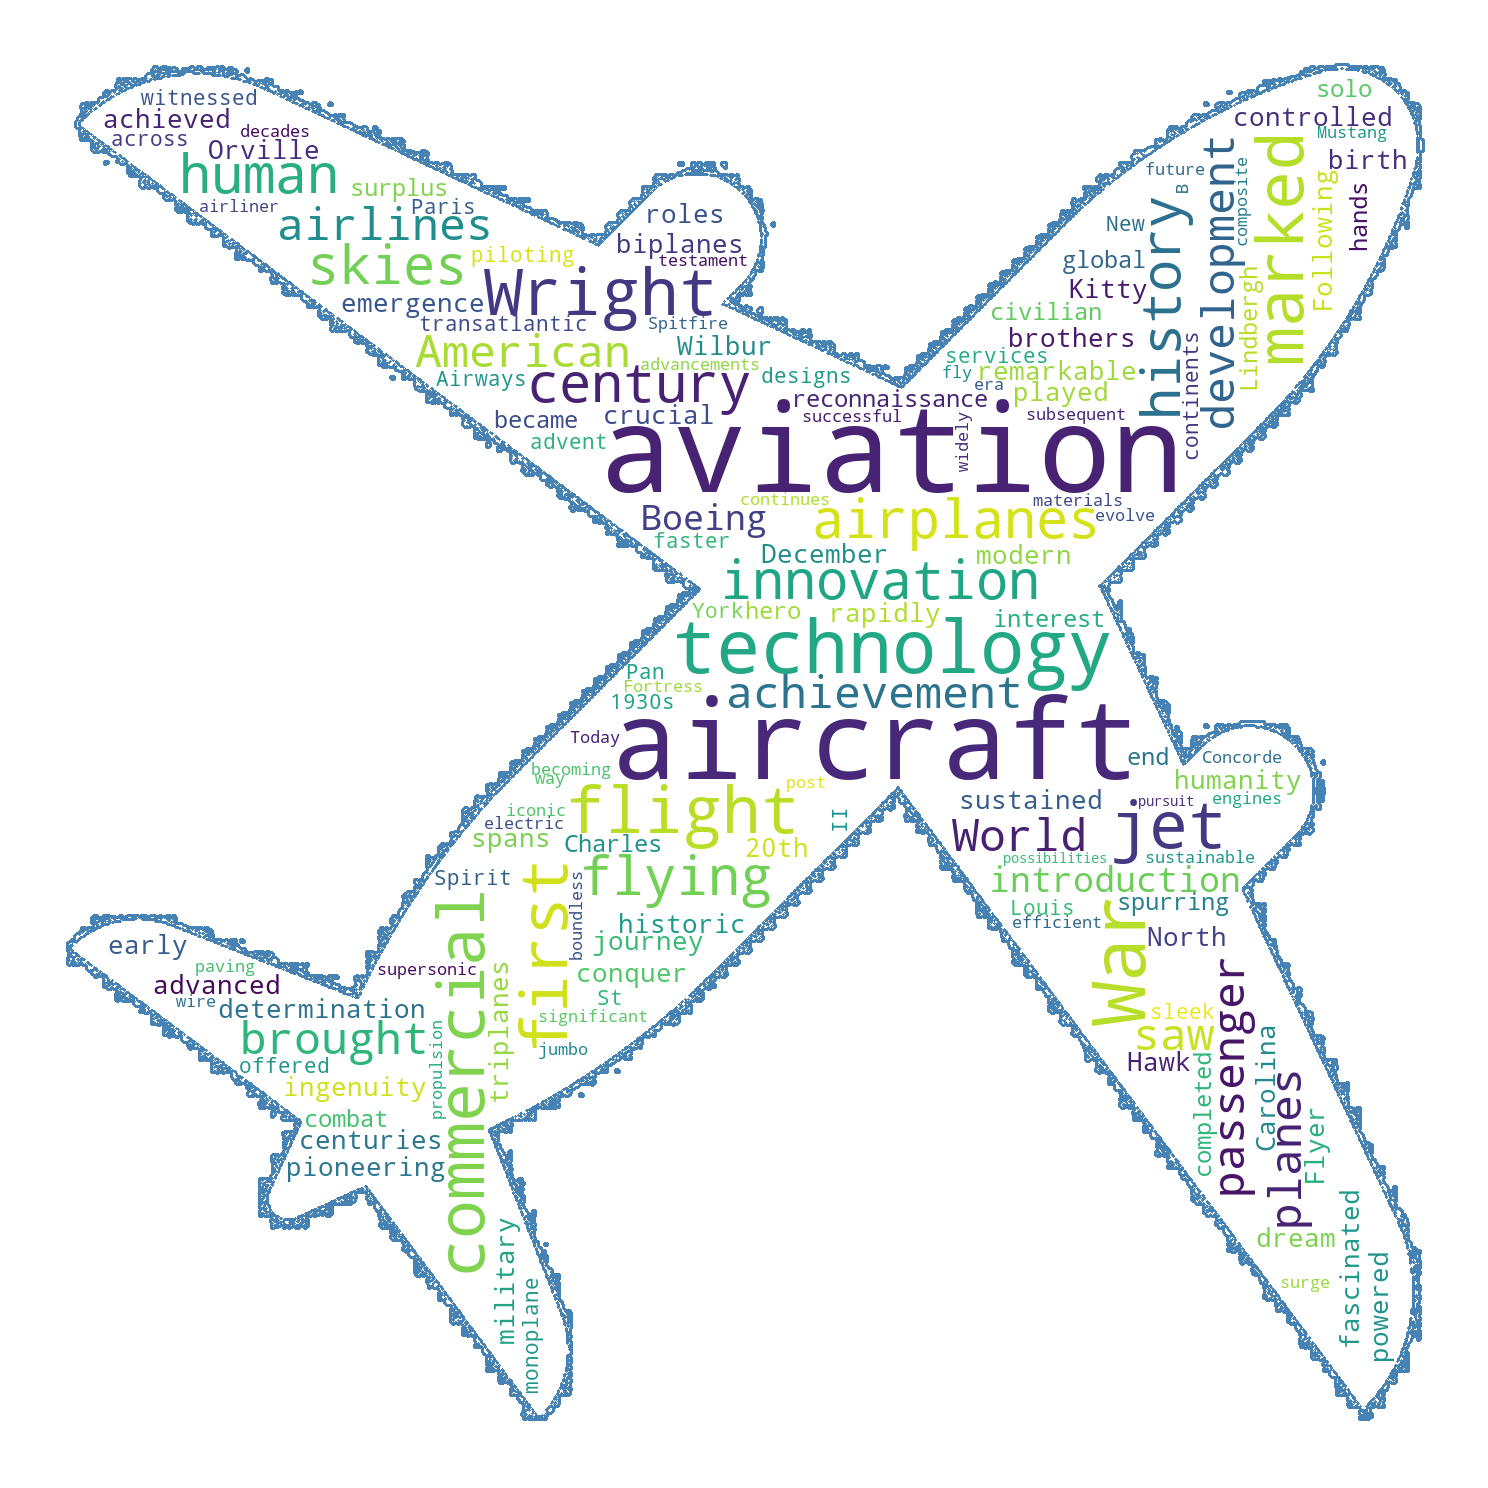 witnessed
achieved
across
decades
Orville
human
surplus
airliner
Paris
airlines
skies
piloting
roles
biplanes
testament
Wright
emergence
transatlantic
Spitfire
Wilbur
American
advancements
Airways
designs
century
became
crucial
advent
reconnaissance
successful
solo
controlled
Mustang
birth
marked
Following
hands
future
B
composite
development
history
New
global
Kitty
Lindbergh
civilian
brothers
services
remarkable
fly
era
played
subsequent
continents
widely
aviation
continues
materials
evolve
Boeing
airplanes
faster
December
modern
innovation
York
hero
rapidly
interest
technology
Pan
Fortress
1930s
achievement
aircraft
Today
becoming
way
post
flight
II
iconic
electric
spans
Charles
20th
flying
Spirit
first
boundless
commercial
historic
journey
conquer
supersonic
triplanes
St
significant
jumbo
early
paving
advanced
wire
determination
brought
propulsion
offered
ingenuity
combat
centuries
pioneering
military
monoplane
end
Concorde
humanity
engines
sustained
pursuit
jet
World
possibilities
sustainable
introduction
Louis
spurring
efficient
War
North
passenger
sleek
saw
Hawk
Carolina
completed
planes
Flyer
dream
fascinated
surge
powered